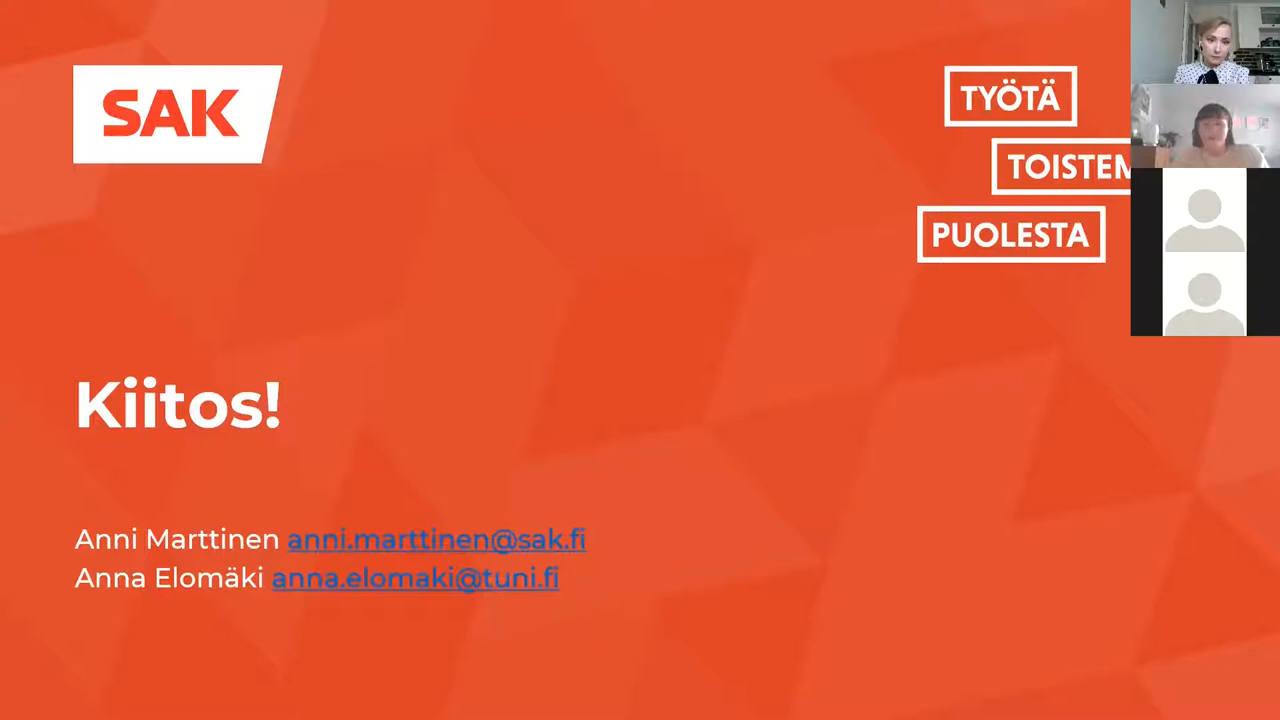 SAK
TYÖTÄ
TOISTEN
PUOLESTA
Kiitos!
Anni Marttinen anni.marttinen@sak.fi
Anna Elomäki anna.elomaki@tuni.fi